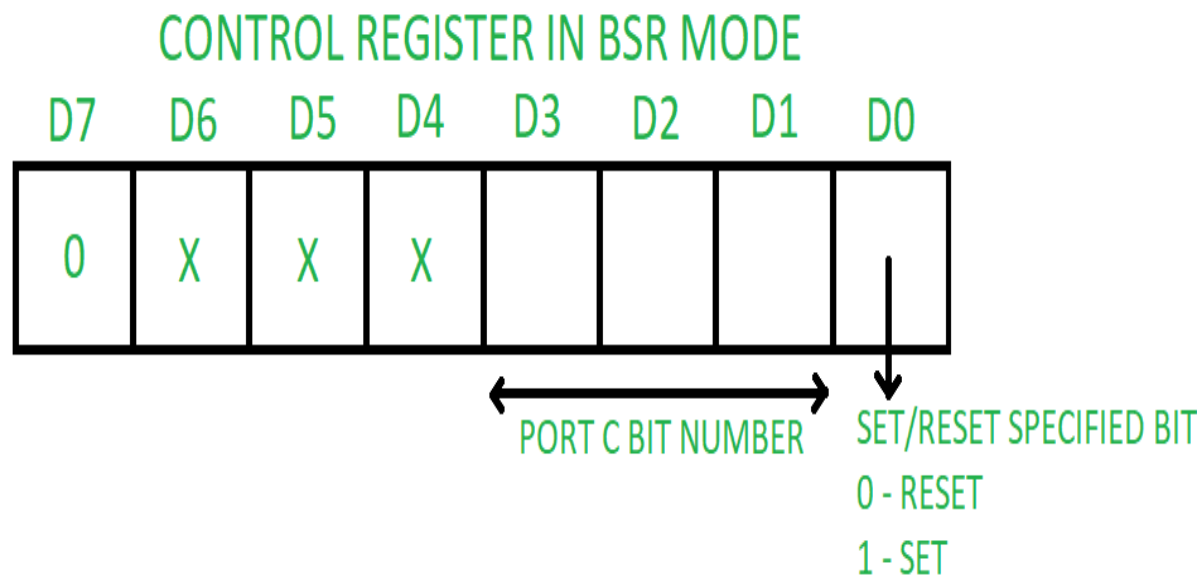 CONTROL REGISTER IN BSR MODE
D7 D6 D5 D4 D3 D2 D1 D0
0 X X X
PORT C BIT NUMBER
SET/RESET SPECIFIED BIT
0 - RESET
1 - SET